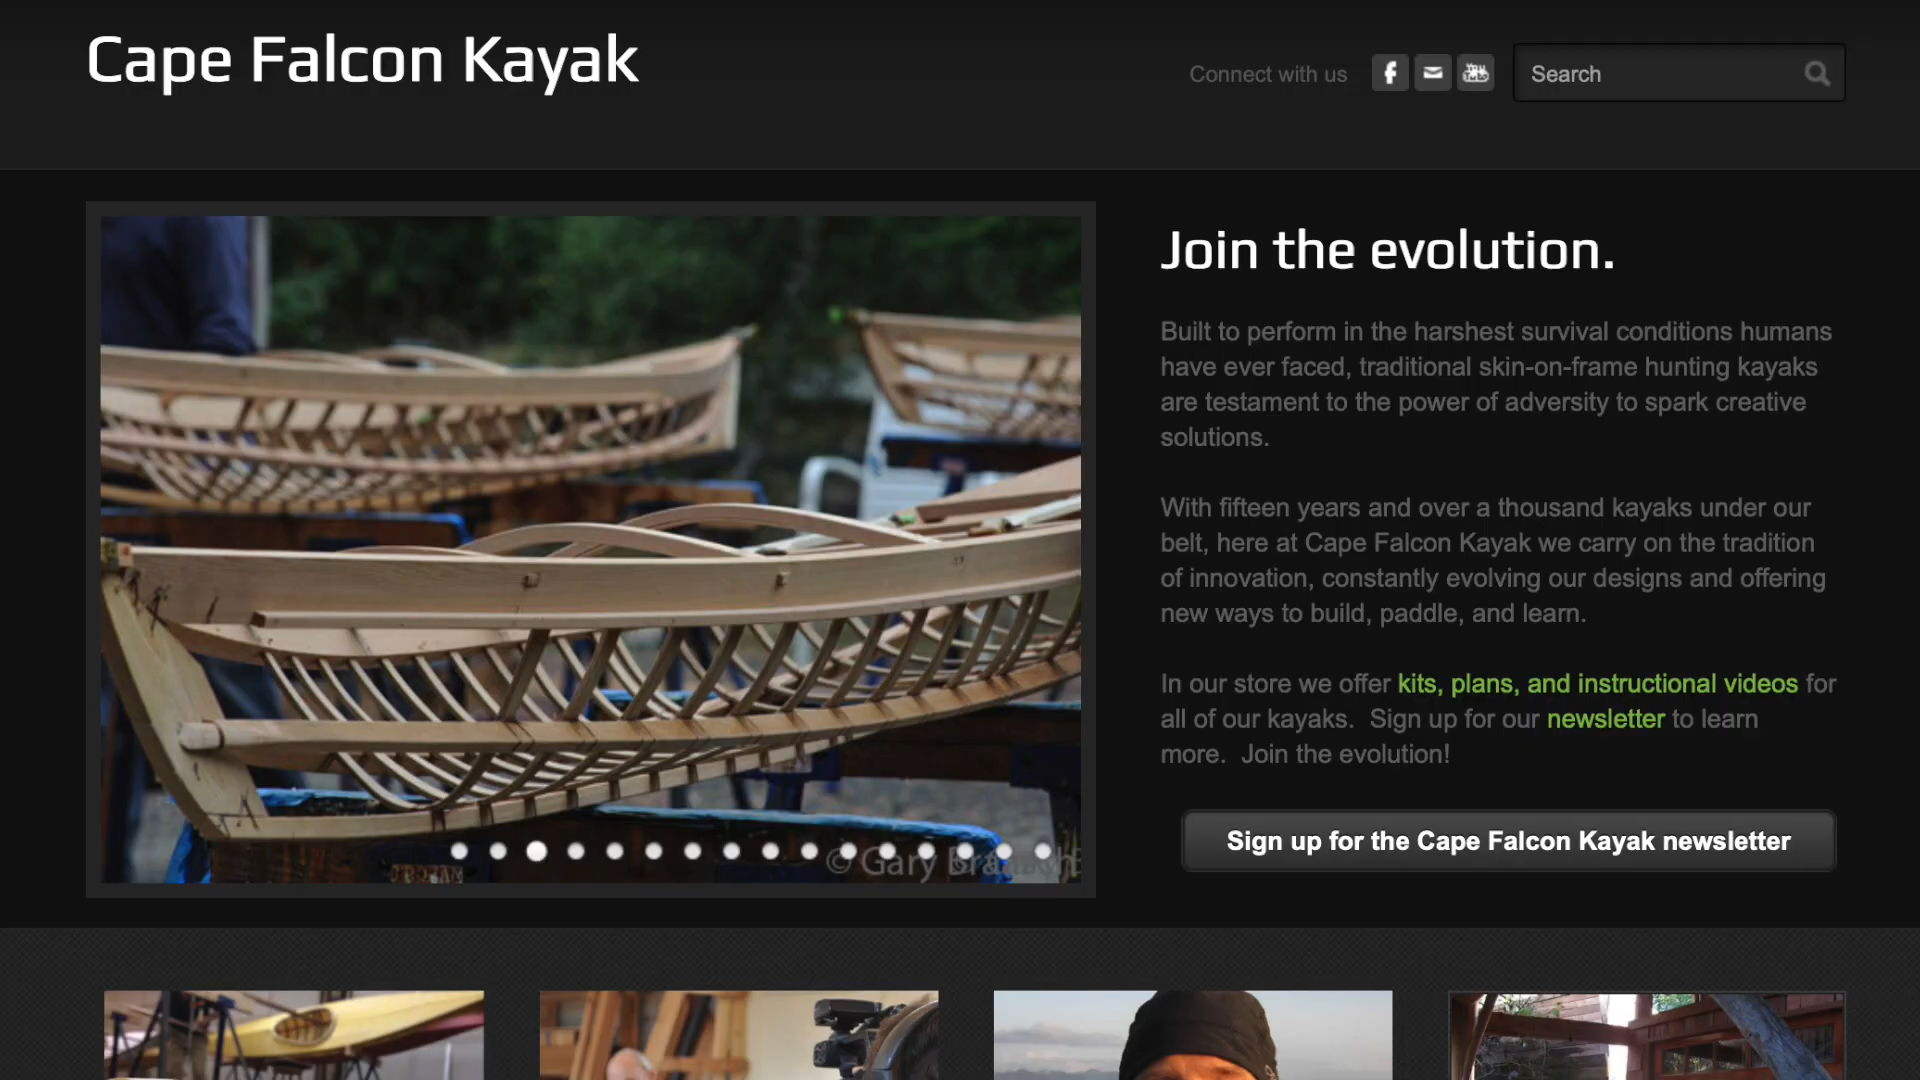 Cape Falcon Kayak
Connect with us
Search
Join the evolution.
Built to perform in the harshest survival conditions humans
have ever faced, traditional skin-on-frame hunting kayaks
are testament to the power of adversity to spark creative
solutions.
With fifteen years and over a thousand kayaks under our
belt, here at Cape Falcon Kayak we carry on the tradition
of innovation, constantly evolving our designs and offering
new ways to build, paddle, and learn.
In our store we offer kits, plans, and instructional videos for
all of our kayaks.  Sign up for our newsletter to learn
more.  Join the evolution!
Sign up for the Cape Falcon Kayak newsletter
© Gary